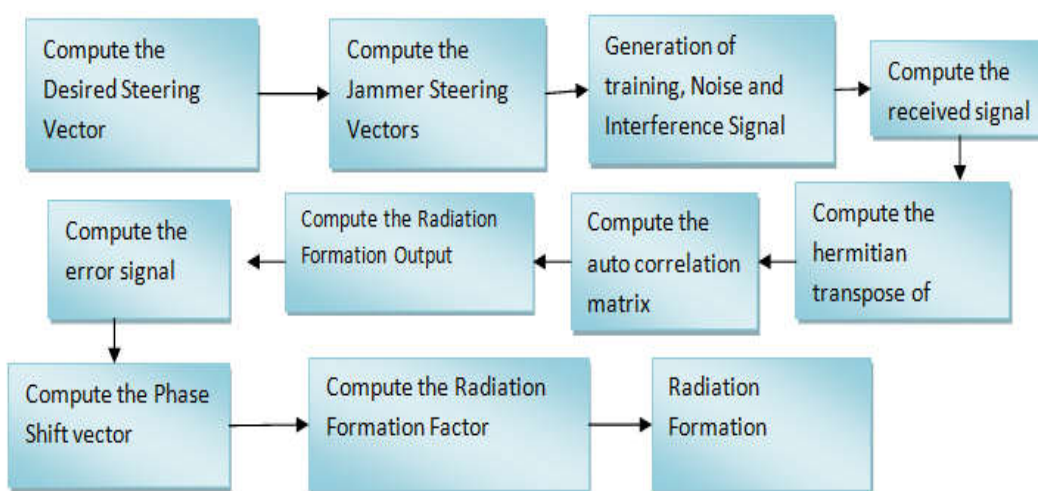 Compute the
Desired Steering
Vector
Compute the
Jammer Steering
Vectors
Generation of
training, Noise and
Interference Signal
Compute the
received signal
Compute the
hermitian
transpose of
Compute the
auto correlation
matrix
Compute the Radiation
Formation Output
Compute the
error signal
Compute the Phase
Shift vector
Compute the Radiation
Formation Factor
Radiation
Formation